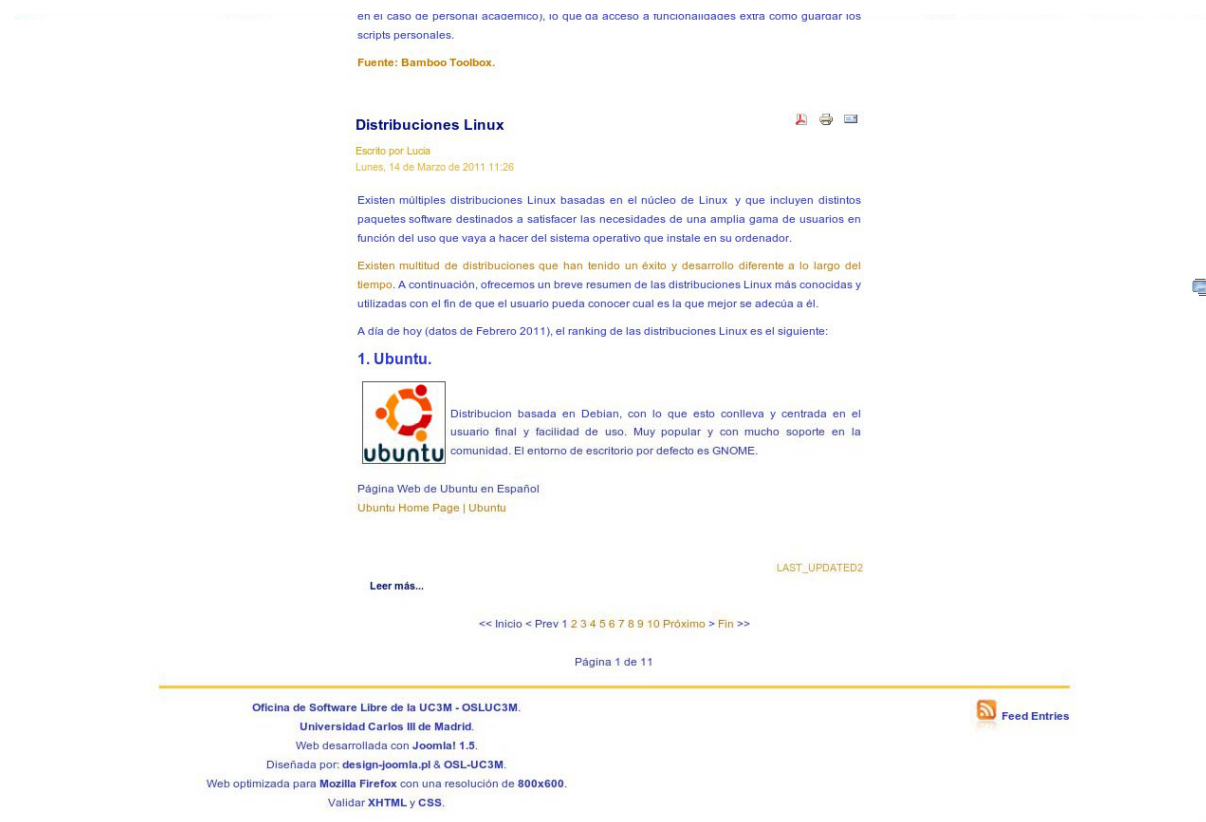 en el caso de personal académico), lo que da acceso a funcionalidades extra como guardar los
scripts personales.
Fuente: Bamboo Toolbox.
Distribuciones Linux
Escrito por Lucia
Lunes, 14 de Marzo de 2011 11:26
Existen múltiples distribuciones Linux basadas en el núcleo de Linux y que incluyen distintos
paquetes software destinados a satisfacer las necesidades de una amplia gama de usuarios en
función del uso que vaya a hacer del sistema operativo que instale en su ordenador.
Existen multitud de distribuciones que han tenido un éxito y desarrollo diferente a lo largo del
tiempo. A continuación, ofrecemos un breve resumen de las distribuciones Linux más conocidas y
utilizadas con el fin de que el usuario pueda conocer cual es la que mejor se adecúa a él.
A día de hoy (datos de Febrero 2011), el ranking de las distribuciones Linux es el siguiente:
1. Ubuntu.
ubuntu
Distribucion basada en Debian, con lo que esto conlleva y centrada en el
usuario final y facilidad de uso. Muy popular y con mucho soporte en la
comunidad. El entorno de escritorio por defecto es GNOME.
Página Web de Ubuntu en Español
Ubuntu Home Page | Ubuntu
LAST_UPDATED2
Leer más...
<< Inicio < Prev 1 2 3 4 5 6 7 8 9 10 Próximo > Fin >>
Página 1 de 11
Oficina de Software Libre de la UC3M - OSLUC3M.
Universidad Carlos III de Madrid.
Web desarrollada con Joomla! 1.5.
Diseñada por: design-joomla.pl & OSL-UC3M.
Web optimizada para Mozilla Firefox con una resolución de 800x600.
Validar XHTML y CSS.
Feed Entries